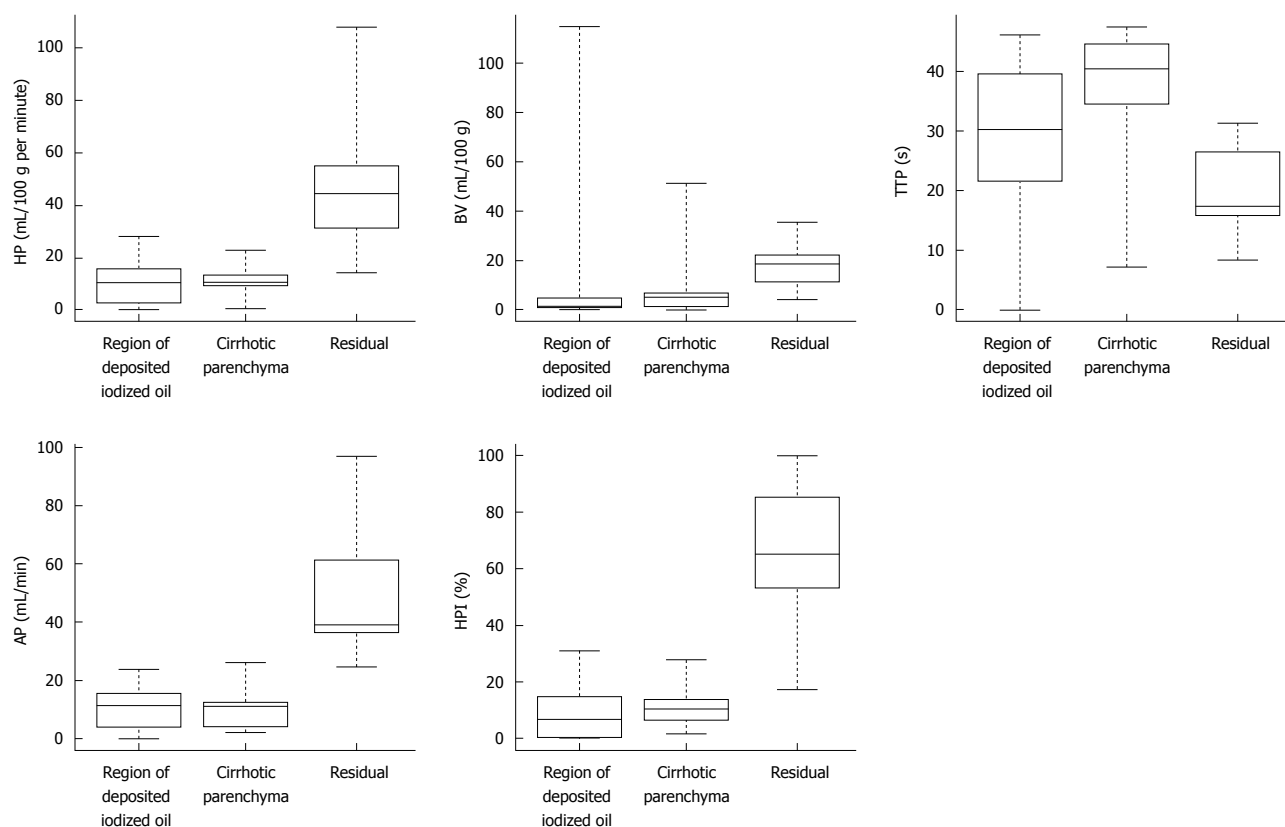 HP (mL/100 g per minute)
100
80
60
40
20
0
Region of
deposited
iodized oil
Cirrhotic
parenchyma
Residual
BV (mL/100 g)
100
80
60
40
20
0
Region of
deposited
iodized oil
Cirrhotic
parenchyma
Residual
TTP (s)
40
30
20
10
0
Region of
deposited
iodized oil
Cirrhotic
parenchyma
Residual
AP (mL/min)
100
80
60
40
20
0
Region of
deposited
iodized oil
Cirrhotic
parenchyma
Residual
HPI (%)
100
80
60
40
20
0
Region of
deposited
iodized oil
Cirrhotic
parenchyma
Residual